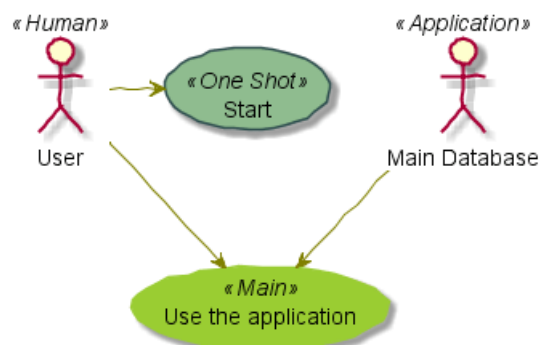 «Human»
User
«One Shot»
Start
«Application»
Main Database
«Main»
Use the application